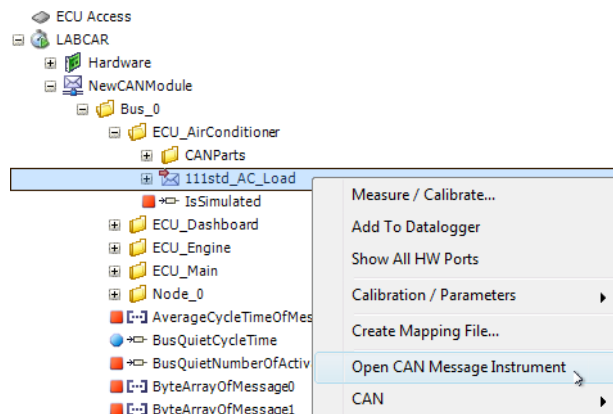 ECU Access
LABCAR
Hardware
NewCANModule
Bus_0
ECU_AirConditioner
CANParts
111std_AC_Load
IsSimulated
ECU_Dashboard
ECU_Engine
ECU_Main
Node_0
AverageCycleTimeOfMes
BusQuietCycleTime
BusQuietNumberOfActiv
ByteArrayOfMessage0
ByteArrayOfMessage1
Measure / Calibrate...
Add To Datalogger
Show All HW Ports
Calibration / Parameters
Create Mapping File...
Open CAN Message Instrument
CAN